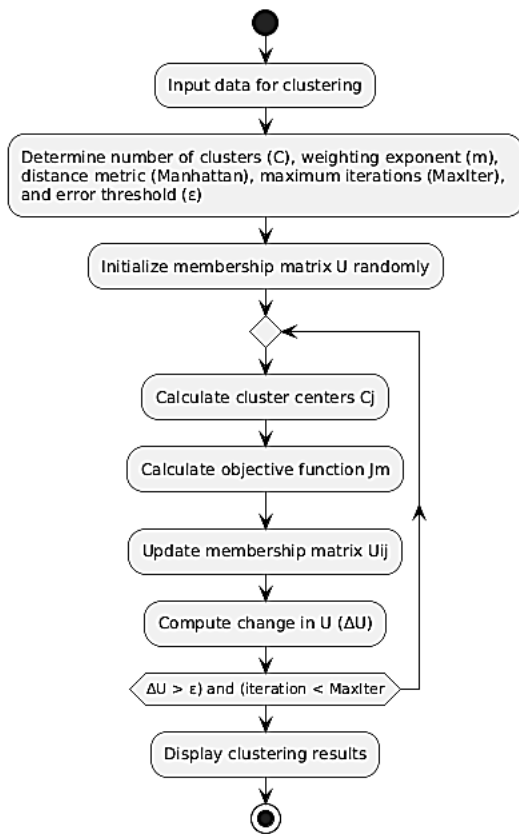 Input data for clustering
Determine number of clusters (C), weighting exponent (m),
distance metric (Manhattan), maximum iterations (MaxIter),
and error threshold (ε)
Initialize membership matrix U randomly
Calculate cluster centers Cj
Calculate objective function Jm
Update membership matrix Uij
Compute change in U (ΔU)
ΔU > ε) and (iteration < MaxIter
Display clustering results